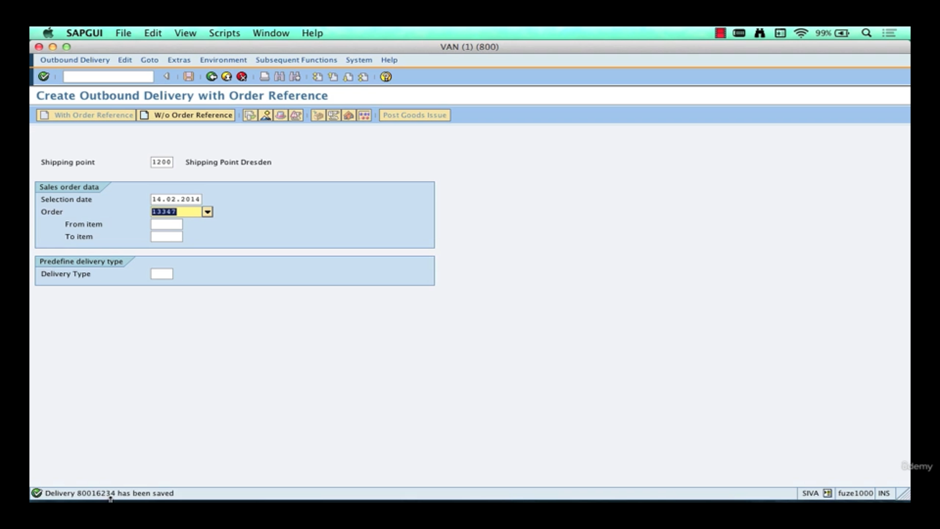 SAPGUI File Edit View Scripts Window Help 99%
VAN (1) (800)
Outbound Delivery Edit Goto Extras Environment Subsequent Functions System Help
Create Outbound Delivery with Order Reference
With Order Reference W/o Order Reference Post Goods Issue
Shipping point 1200 Shipping Point Dresden
Sales order data
Selection date 14.02.2014
Order 13367
From item
To item
Predefine delivery type
Delivery Type
ûdemy
Delivery 80016234 has been saved SIVA fuze1000 INS